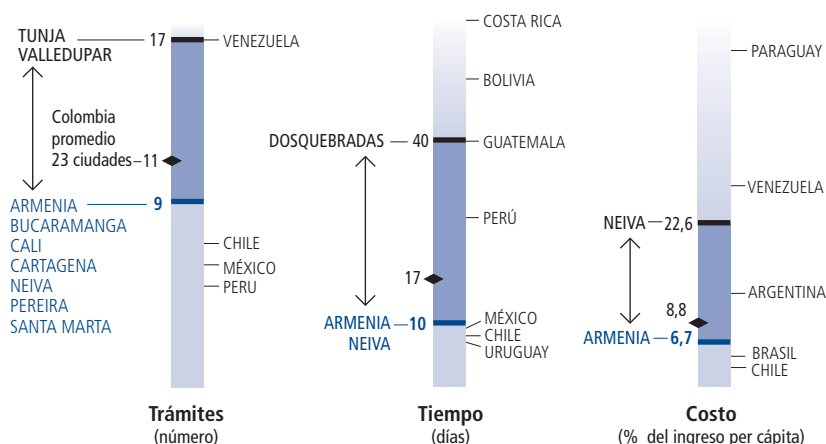 TUNJA
VALLEDUPAR
17
VENEZUELA
Colombia
promedio
23 ciudades
11
ARMENIA
9
BUCARAMANGA
CALI
CARTAGENA
NEIVA
PEREIRA
SANTA MARTA
CHILE
MÉXICO
PERU
Trámites
(número)
COSTA RICA
BOLIVIA
DOSQUEBRADAS
40
GUATEMALA
PERÚ
17
ARMENIA
10
NEIVA
MÉXICO
CHILE
URUGUAY
Tiempo
(días)
PARAGUAY
VENEZUELA
NEIVA
22,6
ARGENTINA
8,8
ARMENIA
6,7
BRASIL
CHILE
Costo
(% del ingreso per cápita)